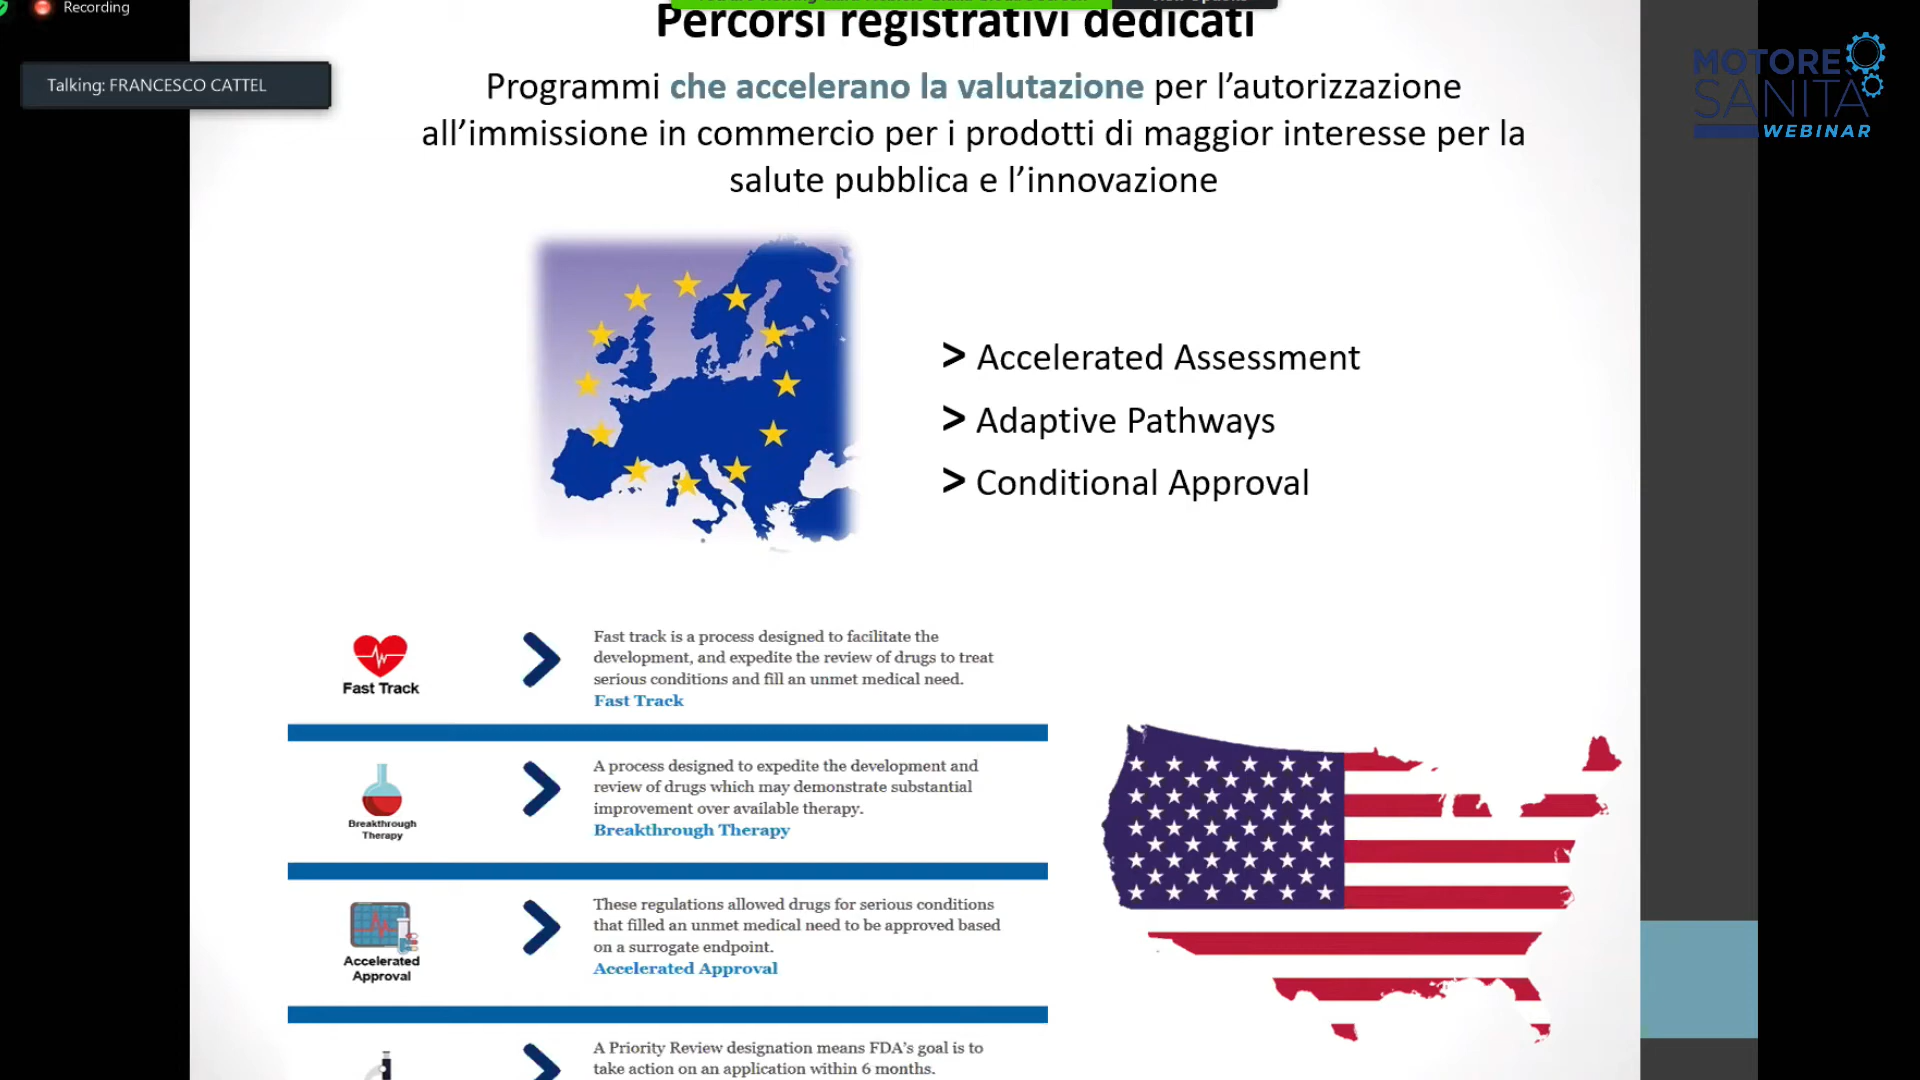 Recording
Talking: FRANCESCO CATTEL
MOTORE
SANITÀ
WEBINAR
Percorsi registrativi dedicati
Programmi che accelerano la valutazione per l’autorizzazione
all’immissione in commercio per i prodotti di maggior interesse per la
salute pubblica e l’innovazione
> Accelerated Assessment
> Adaptive Pathways
> Conditional Approval
Fast Track
Fast track is a process designed to facilitate the
development, and expedite the review of drugs to treat
serious conditions and fill an unmet medical need.
Fast Track
Breakthrough
Therapy
A process designed to expedite the development and
review of drugs which may demonstrate substantial
improvement over available therapy.
Breakthrough Therapy
Accelerated
Approval
These regulations allowed drugs for serious conditions
that filled an unmet medical need to be approved based
on a surrogate endpoint.
Accelerated Approval
A Priority Review designation means FDA’s goal is to
take action on an application within 6 months.